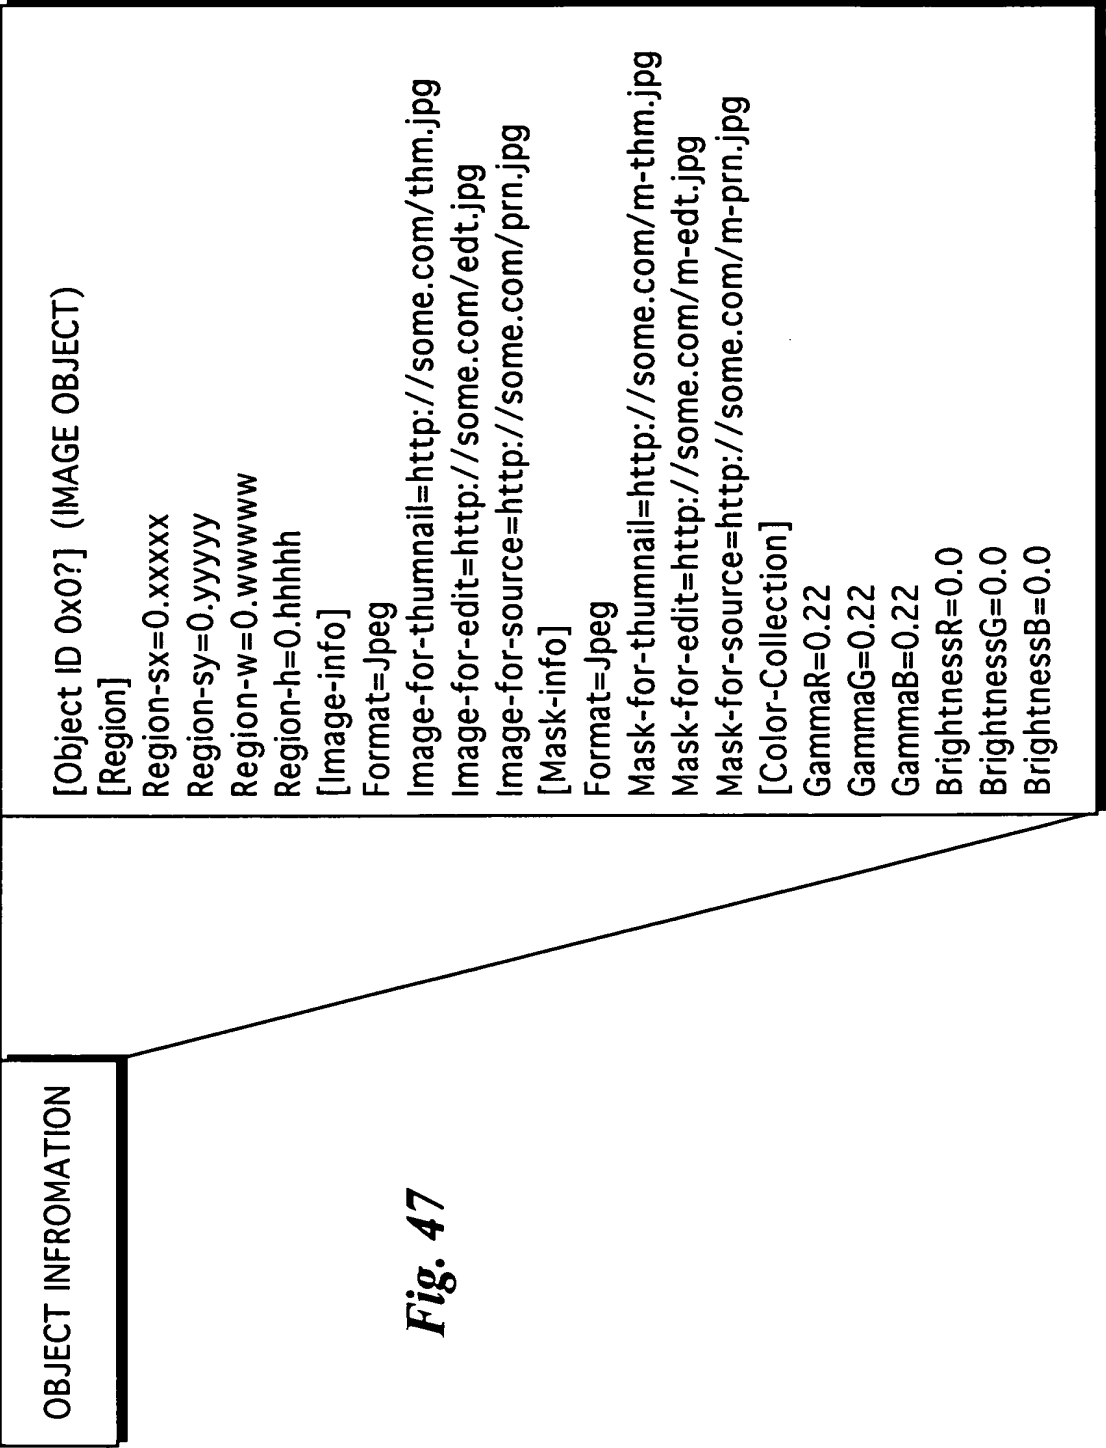 OBJECT INFROMATION
[Object ID 0x0?] (IMAGE OBJECT)
[Region]
Region-sx=0.xxxxx
Region-sy=0.yyyyy
Region-w=0.wwwww
Region-h=0.hhhhh
[Image-info]
Format=Jpeg
Image-for-thumnail=http://some.com/thm.jpg
Image-for-edit=http://some.com/edt.jpg
Image-for-source=http://some.com/prn.jpg
[Mask-info]
Format=Jpeg
Mask-for-thumnail=http://some.com/m-thm.jpg
Mask-for-edit=http://some.com/m-edt.jpg
Mask-for-source=http://some.com/m-prn.jpg
[Color-Collection]
GammaR=0.22
GammaG=0.22
GammaB=0.22
BrightnessR=0.0
BrightnessG=0.0
BrightnessB=0.0
Fig. 47